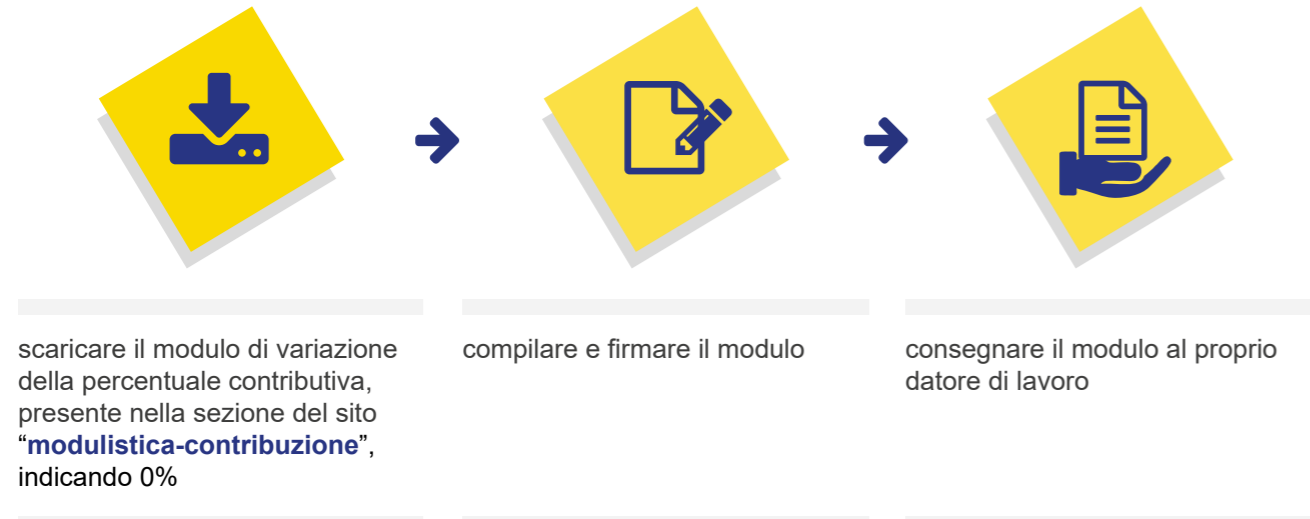 scaricare il modulo di variazione
della percentuale contributiva,
presente nella sezione del sito
“modulistica-contribuzione”,
indicando 0%
compilare e firmare il modulo
consegnare il modulo al proprio
datore di lavoro